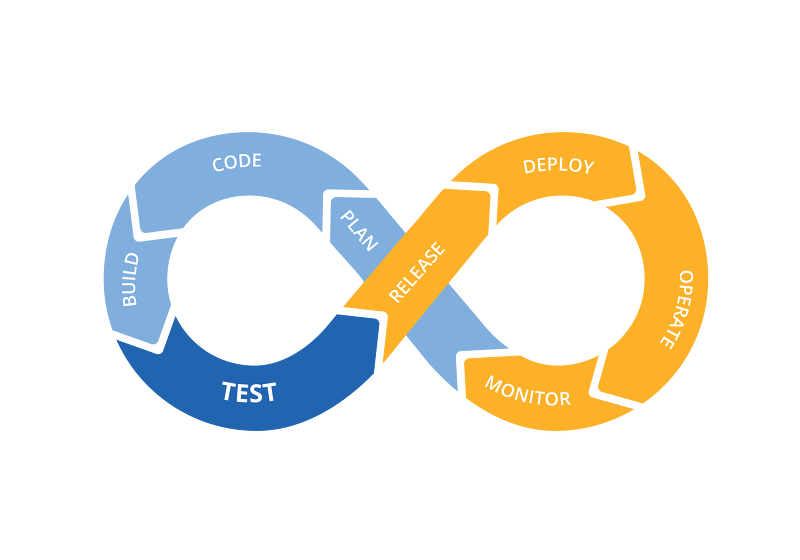 CODE
DEPLOY
PLAN
BUILD
RELEASE
OPERATE
TEST
MONITOR